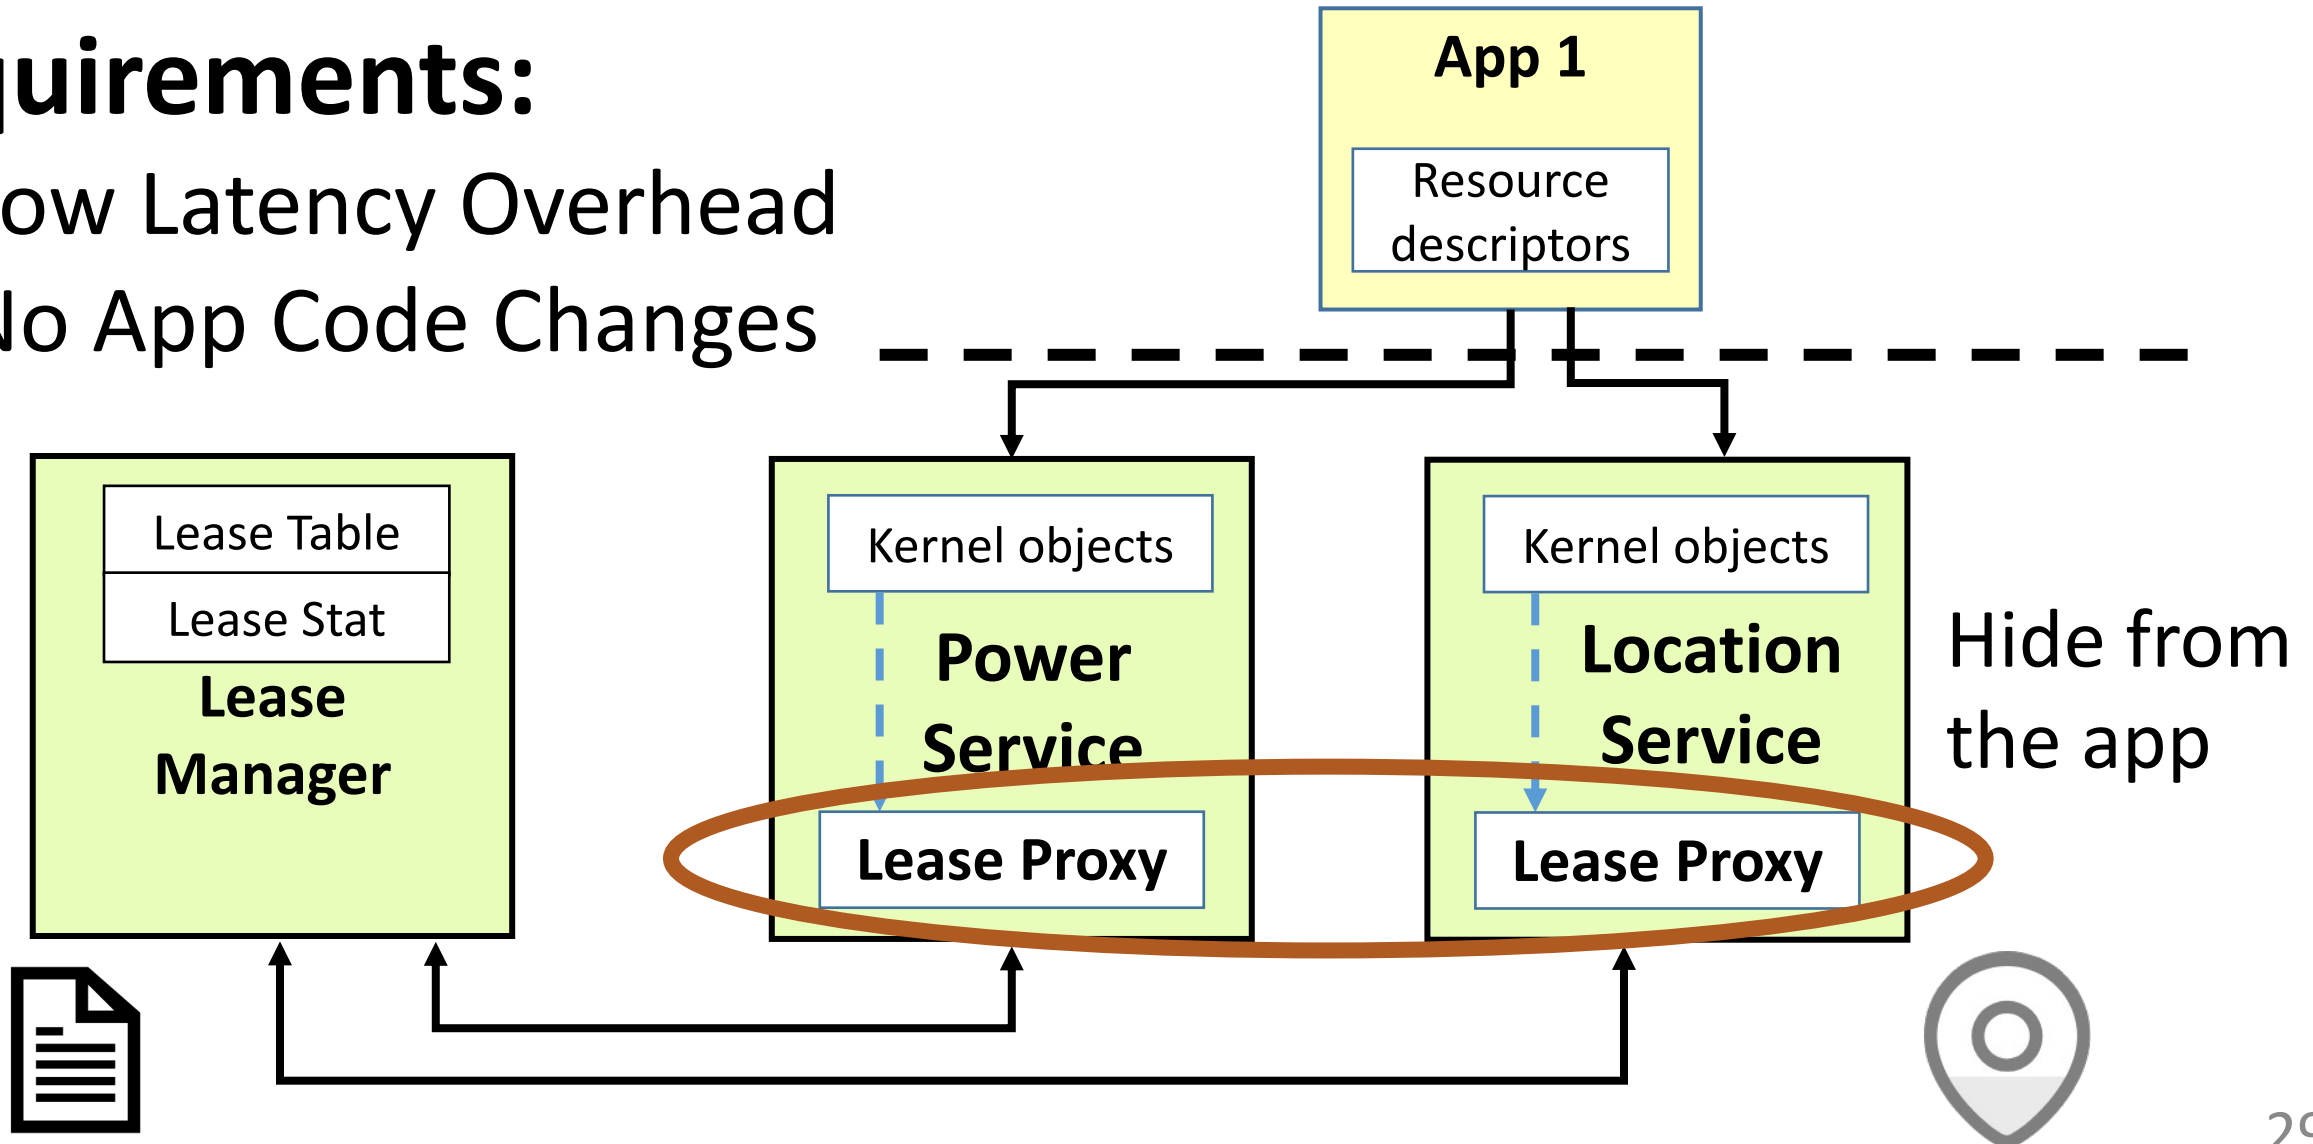 quirements:
ow Latency Overhead
No App Code Changes
App 1
Resource
descriptors
Lease Table
Lease Stat
Lease
Manager
Kernel objects
Power
Service
Lease Proxy
Kernel objects
Location
Service
Lease Proxy
Hide from
the app
29